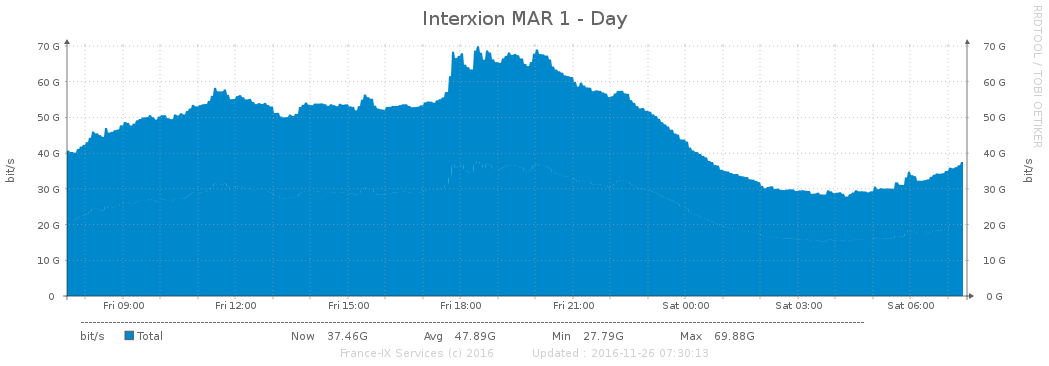 Interxion MAR 1 - Day
RRDTOOL / TOBI OETIKER
bit/s
70 G
60 G
50 G
40 G
30 G
20 G
10 G
0
70 G
60 G
50 G
40 G
30 G
20 G
10 G
0 G
bit/s
Fri 09:00 Fri 12:00 Fri 15:00 Fri 18:00 Fri 21:00 Sat 00:00 Sat 03:00 Sat 06:00
bit/s Total Now 37.46G Avg 47.89G Min 27.79G Max 69.88G
France-IX Services (c) 2016 Updated : 2016-11-26 07:30:13